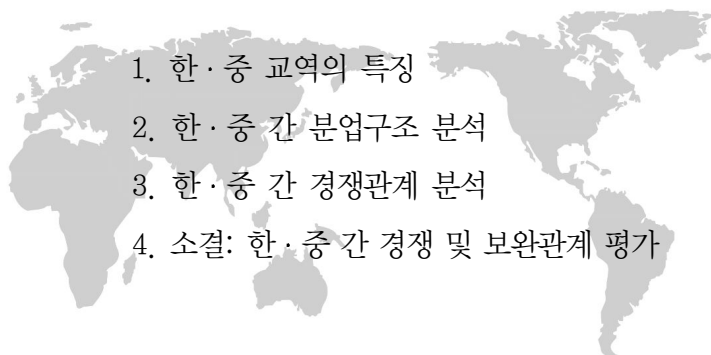 1. 한·중 교역의 특징
2. 한·중 간 분업구조 분석
3. 한·중 간 경쟁관계 분석
4. 소결: 한·중 간 경쟁 및 보완관계 평가